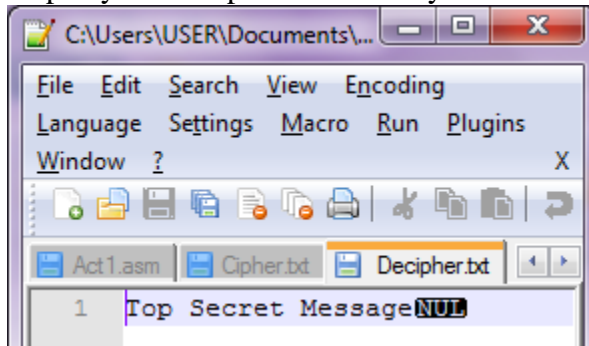 C:\Users\USER\Documents\...
File Edit Search View Encoding
Language Settings Macro Run Plugins
Window ? X
Act1.asm Cipher.txt Decipher.txt
1 Top Secret MessageNUL